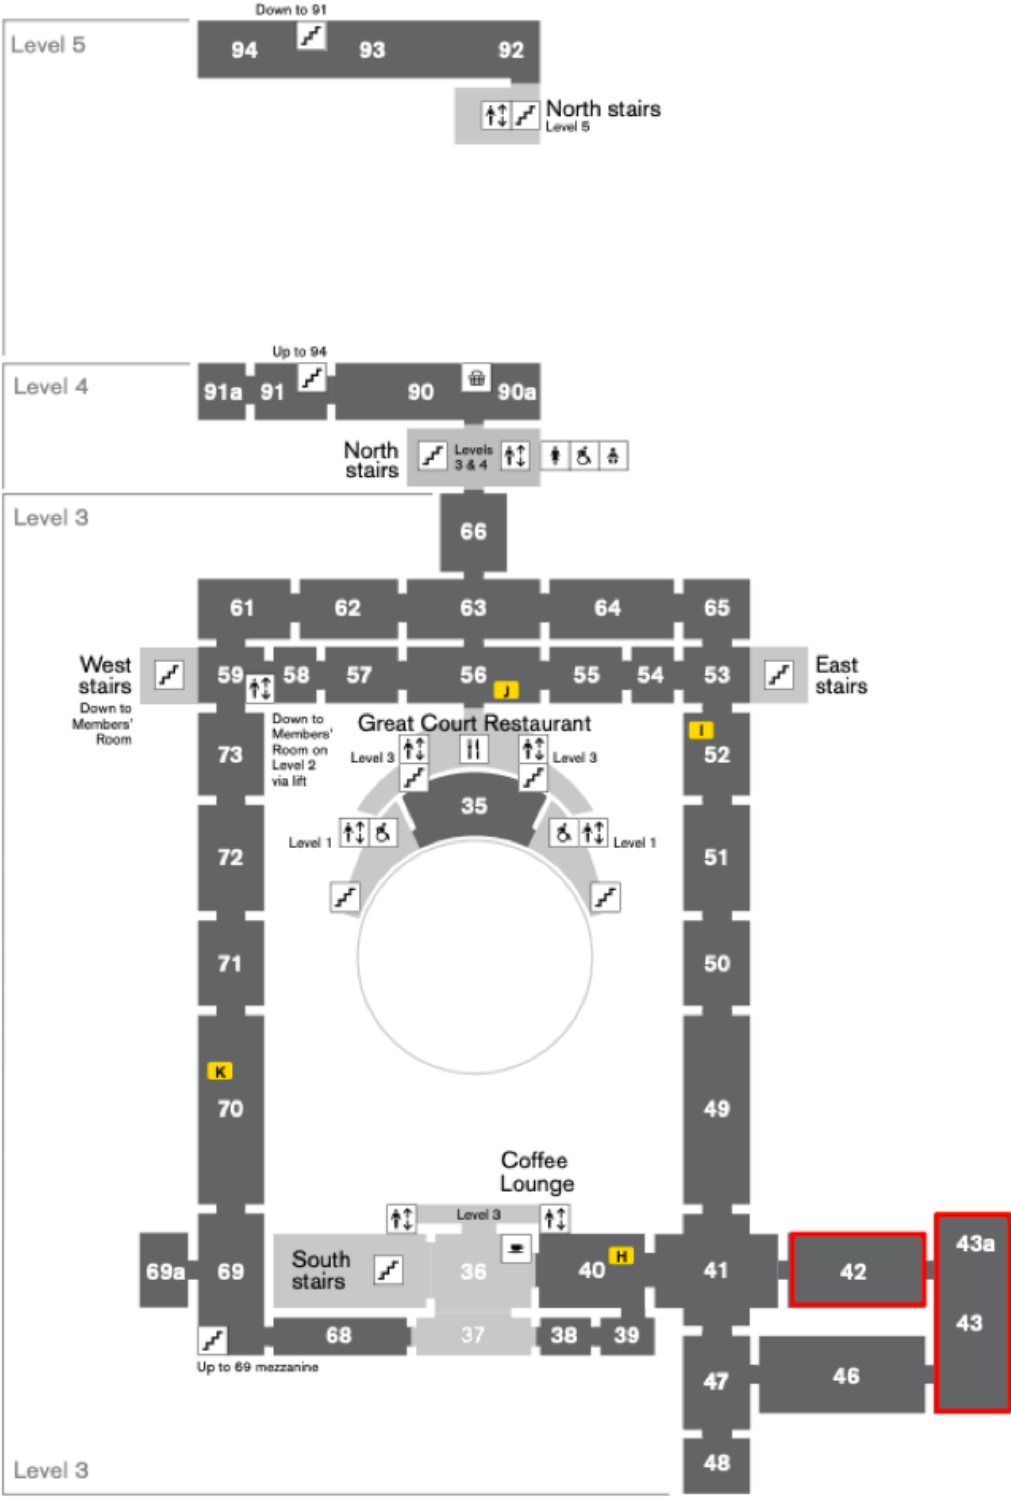 Down to 91
Level 5
94
93
92
North stairs
Level 5
Up to 94
Level 4
91a
91
90
90a
North
stairs
Levels
3 & 4
Level 3
66
61
62
63
64
65
West
stairs
Down to
Members'
Room
59
58
57
56
55
54
53
East
stairs
J
Down to
Members'
Room on
Level 2
via lift
Great Court Restaurant
Level 3
Level 3
I
73
52
35
Level 1
Level 1
72
51
71
50
K
70
49
Coffee
Lounge
Level 3
69a
69
South
stairs
36
40
H
41
42
43a
43
68
37
38
39
Up to 69 mezzanine
47
46
48
Level 3